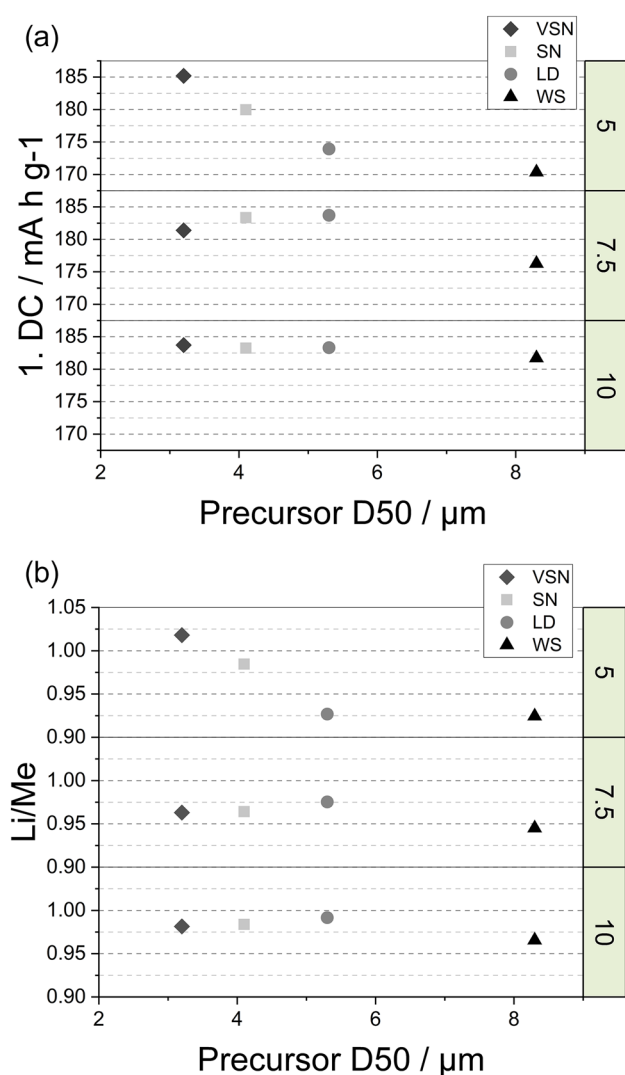 (a)
VSN
SN
LD
WS
185
180
175
170
5
185
180
175
170
7.5
185
180
175
170
10
1. DC / mA h g-1
2
4
6
8
Precursor D50 / µm
(b)
VSN
SN
LD
WS
1.05
1.00
0.95
0.90
5
1.00
0.95
0.90
7.5
1.00
0.95
0.90
10
Li/Me
2
4
6
8
Precursor D50 / µm